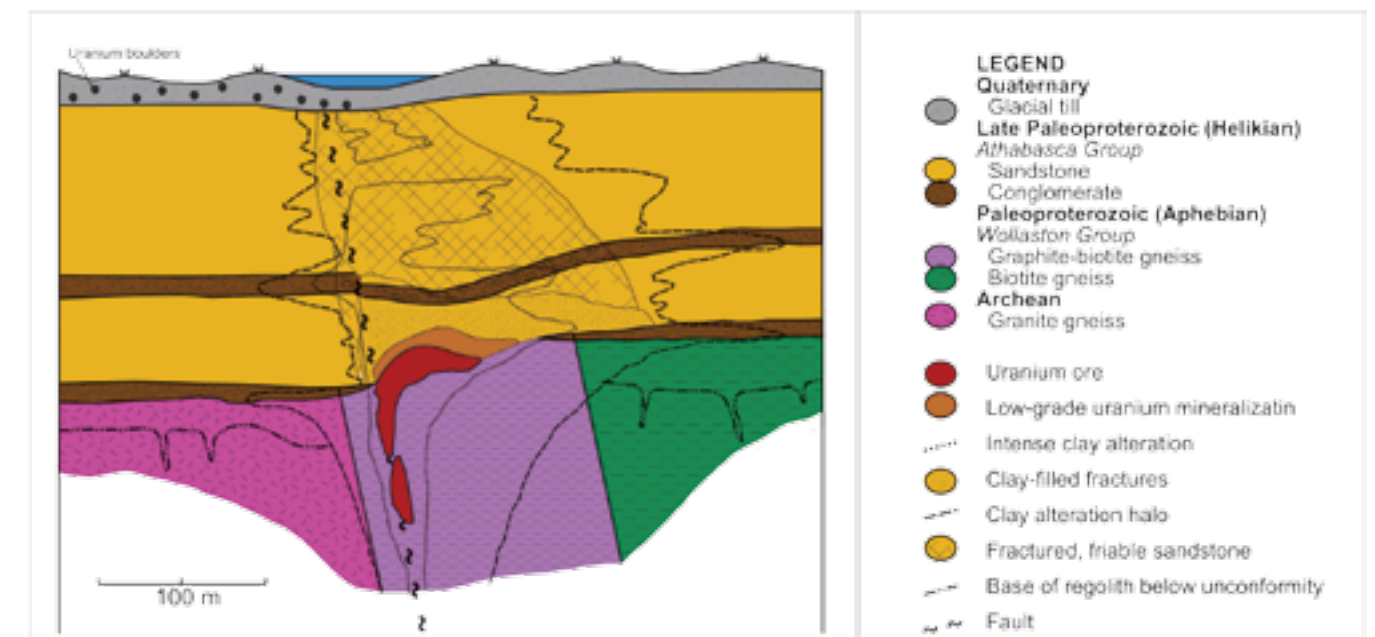 Uranium boulders
100 m
LEGEND
Quaternary
Glacial till
Late Paleoproterozoic (Helikian)
Athabasca Group
Sandstone
Conglomerate
Paleoproterozoic (Aphebian)
Wollaston Group
Graphite-biotite gneiss
Biotite gneiss
Archean
Granite gneiss
Uranium ore
Low-grade uranium mineralizatin
Intense clay alteration
Clay-filled fractures
Clay alteration halo
Fractured, friable sandstone
Base of regolith below unconformity
Fault